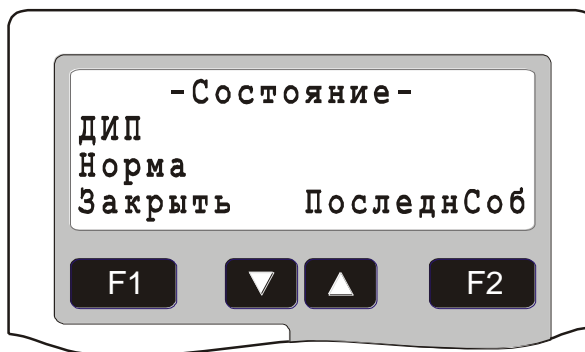 -Состояние-
ДИП
Норма
Закрыть ПоследнСоб
F1 F2